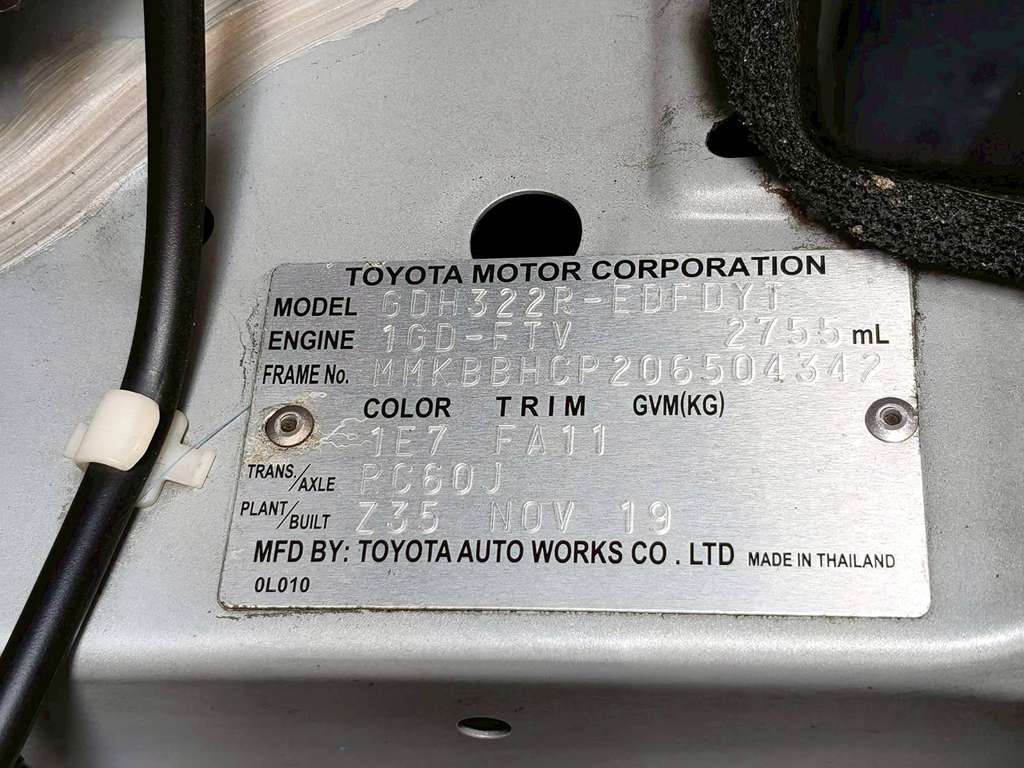 TOYOTA MOTOR CORPORATION
MODEL GDH322R-EDFDYT
ENGINE 1GD-FTV 2755 mL
FRAME No. MMKBBHCP206504342
COLOR TRIM GVM(KG)
1E7 FA11
TRANS./AXLE PC60J
PLANT/BUILT Z35 NOV 19
MFD BY: TOYOTA AUTO WORKS CO . LTD MADE IN THAILAND
0L010